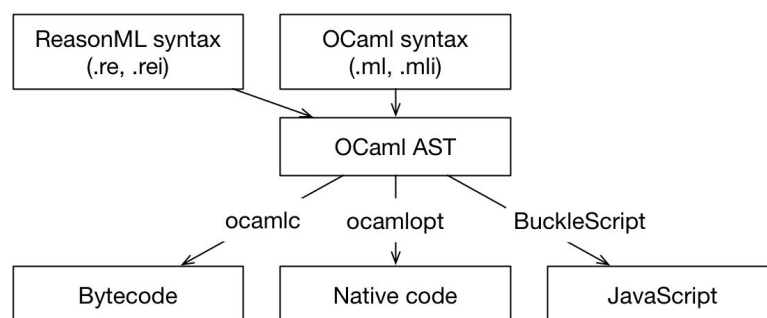 ReasonML syntax
(.re, .rei)
OCaml syntax
(.ml, .mli)
OCaml AST
ocamlc
ocamlopt
BuckleScript
Bytecode
Native code
JavaScript